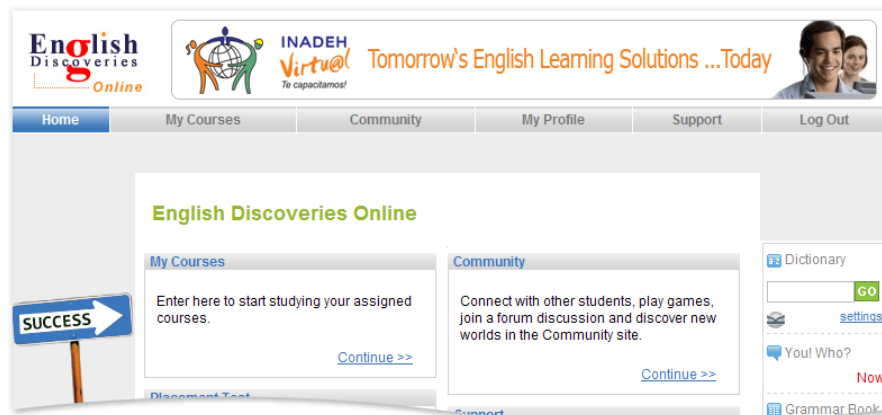 English
Discoveries
Online
INADEH
Virtu@l
Te capacitamos!
Tomorrow's English Learning Solutions ...Today
Home
My Courses
Community
My Profile
Support
Log Out
English Discoveries Online
My Courses
Enter here to start studying your assigned
courses.
Continue >>
Community
Connect with other students, play games,
join a forum discussion and discover new
worlds in the Community site.
Continue >>
SUCCESS
Placement Test
Support
Dictionary
GO
settings
You! Who?
Now
Grammar Book